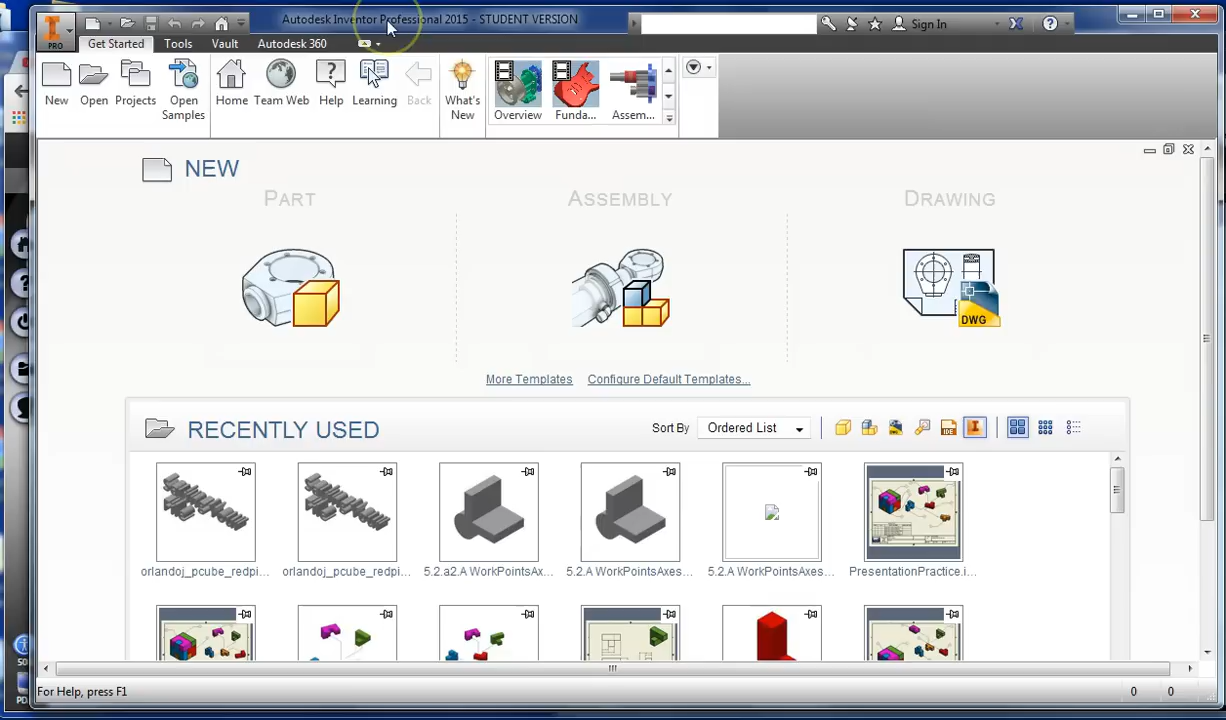 Autodesk Inventor Professional 2015 - STUDENT VERSION
Sign In
PRO
Get Started Tools Vault Autodesk 360
New Open Projects Open Samples Home Team Web Help Learning Back What's New Overview Funda... Assem...
NEW
PART ASSEMBLY DRAWING
DWG
More Templates Configure Default Templates...
RECENTLY USED Sort By Ordered List
orlandoj_pcube_redpi... orlandoj_pcube_redpi... 5.2.a2.A WorkPointsAx... 5.2.A WorkPointsAxes... 5.2.A WorkPointsAxes... PresentationPractice.i...
For Help, press F1 0 0